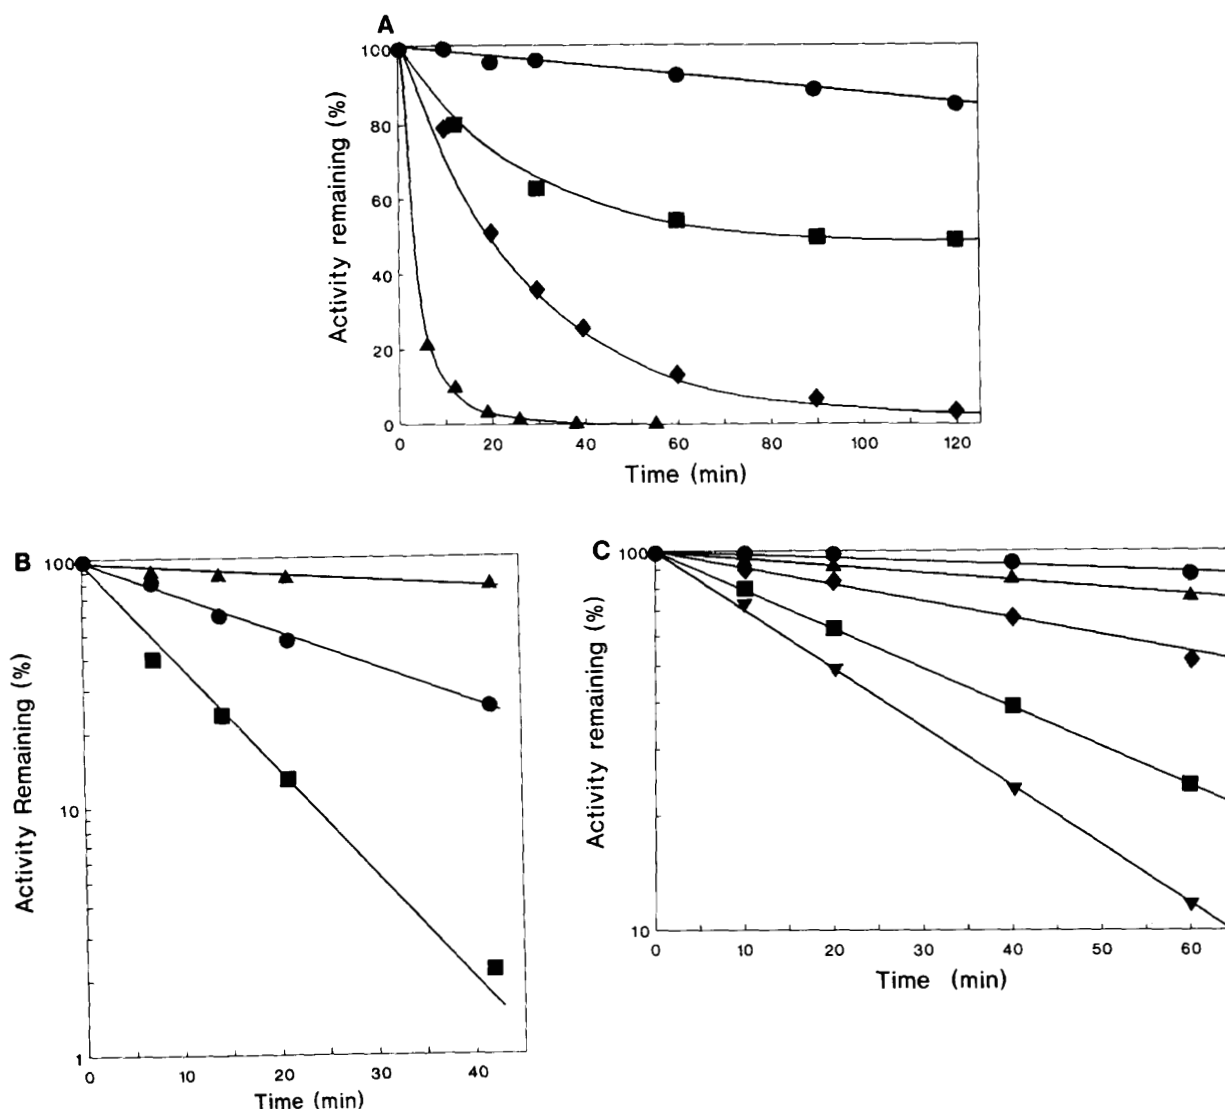 A
Activity remaining (%)
100
80
60
40
20
0
0 20 40 60 80 100 120
Time (min)
B
Activity Remaining (%)
100
10
1
0 10 20 30 40
Time (min)
C
Activity remaining (%)
100
10
0 10 20 30 40 50 60
Time (min)